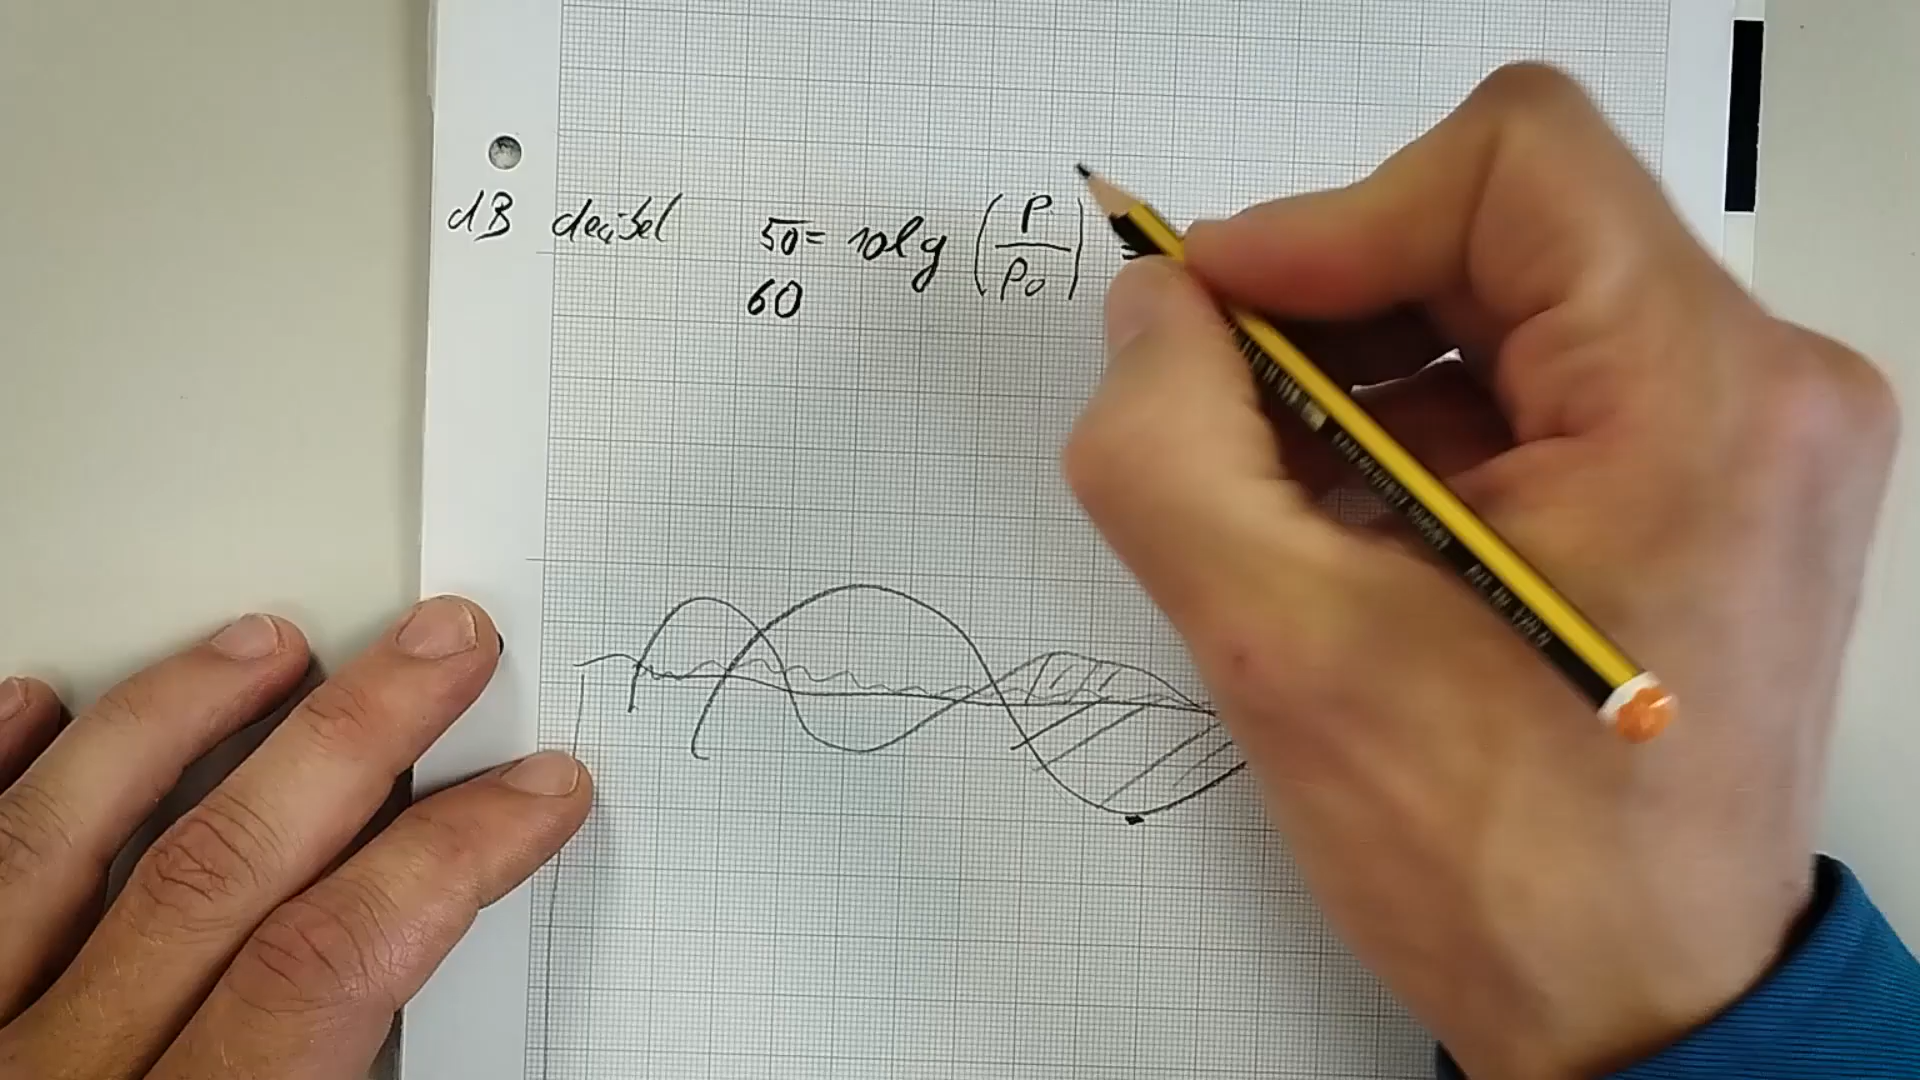 dB decibel 50 = 10lg (P/P0) =
60